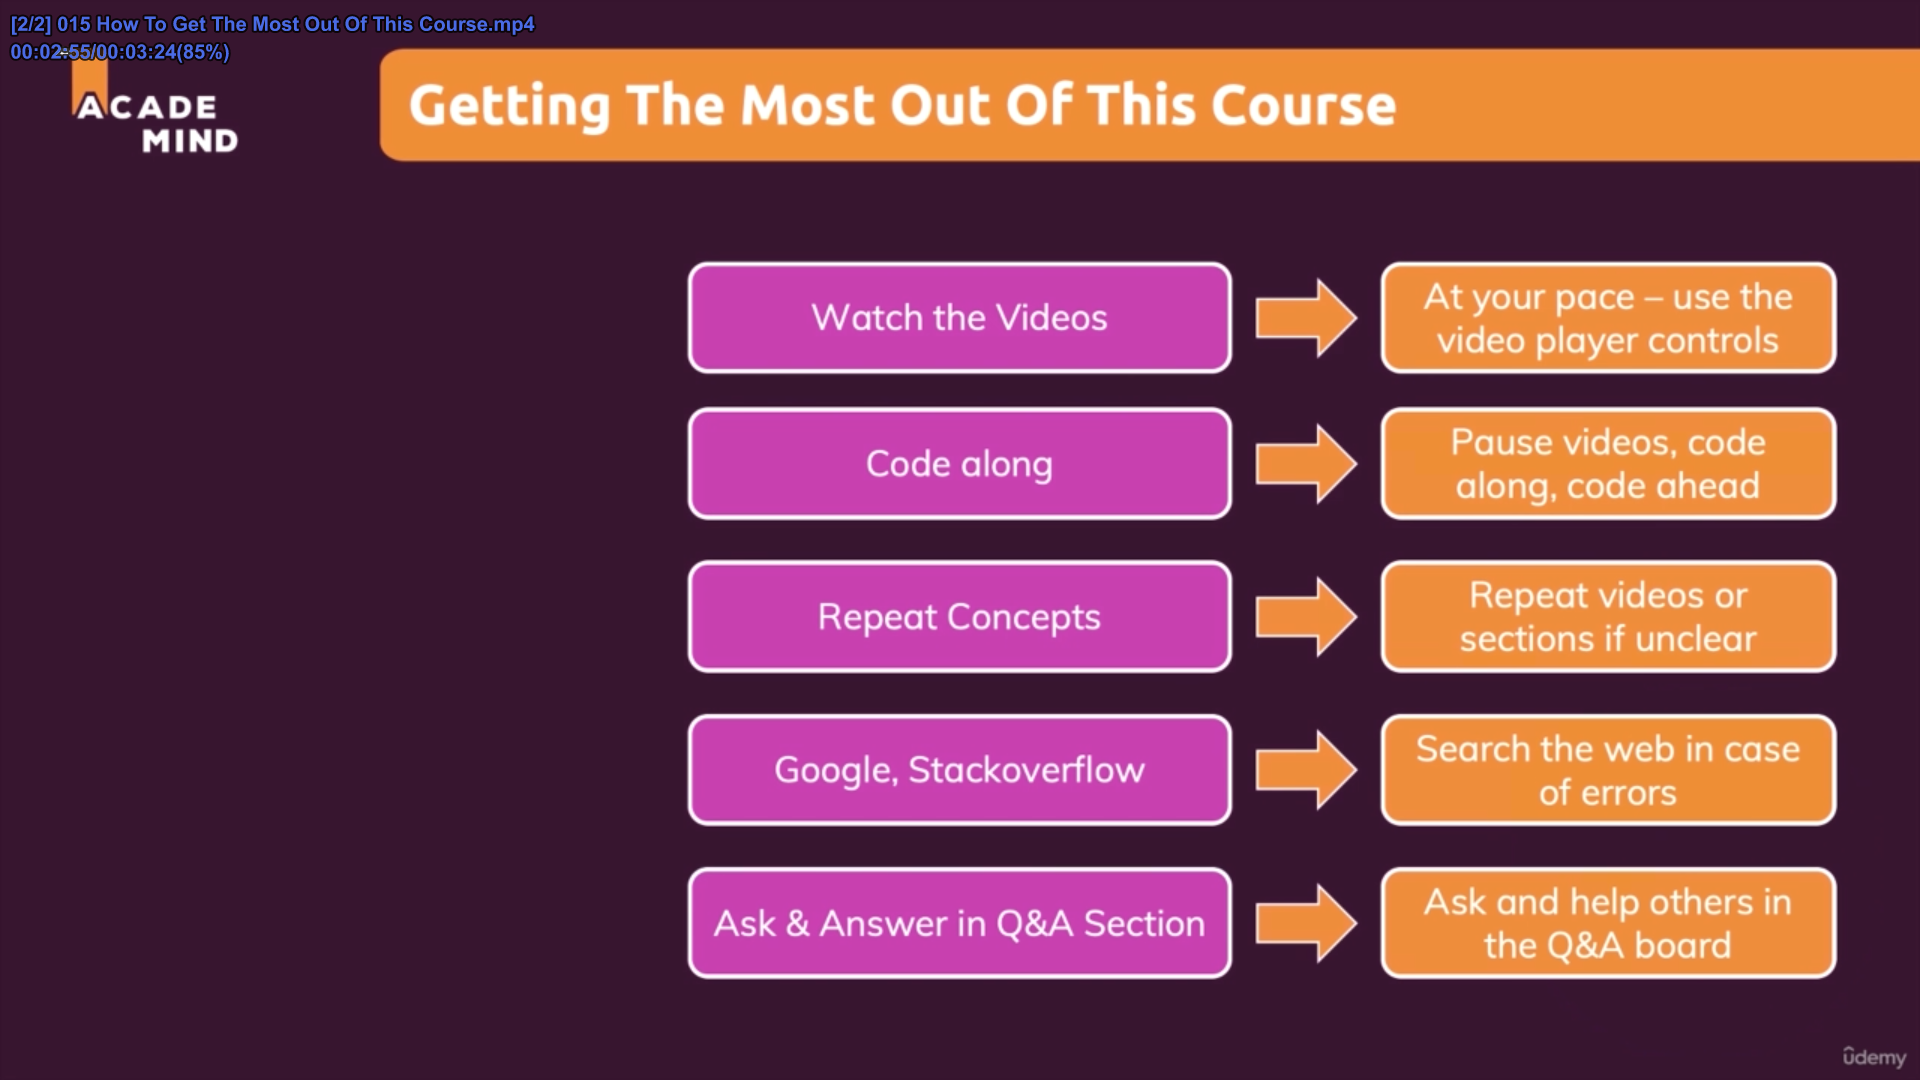 [2/2] 015 How To Get The Most Out Of This Course.mp4
00:02:55/00:03:24(85%)
ACADE
MIND
Getting The Most Out Of This Course
Watch the Videos
At your pace – use the
video player controls
Code along
Pause videos, code
along, code ahead
Repeat Concepts
Repeat videos or
sections if unclear
Google, Stackoverflow
Search the web in case
of errors
Ask & Answer in Q&A Section
Ask and help others in
the Q&A board
ûdemy